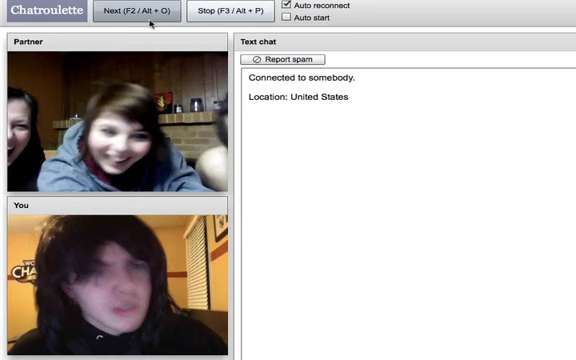 Chatroulette
Next (F2 / Alt + O)
Stop (F3 / Alt + P)
Auto reconnect
Auto start
Partner
Text chat
Report spam
Connected to somebody.
Location: United States
You